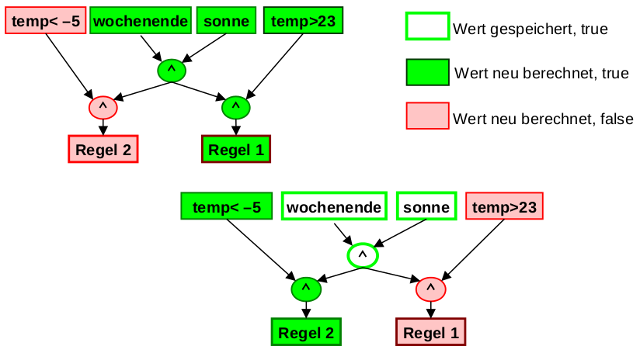 temp< –5 wochenende sonne temp>23
Wert gespeichert, true
^
Wert neu berechnet, true
^ ^
Wert neu berechnet, false
Regel 2 Regel 1
temp< –5 wochenende sonne temp>23
^
^ ^
Regel 2 Regel 1